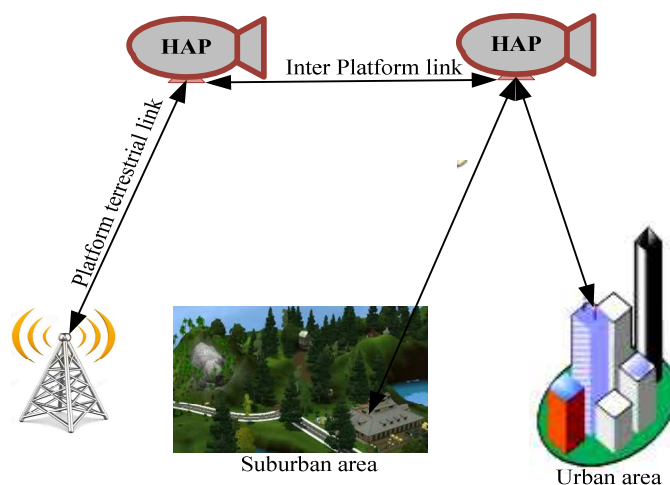 HAP
HAP
Inter Platform link
Platform terrestrial link
Suburban area
Urban area